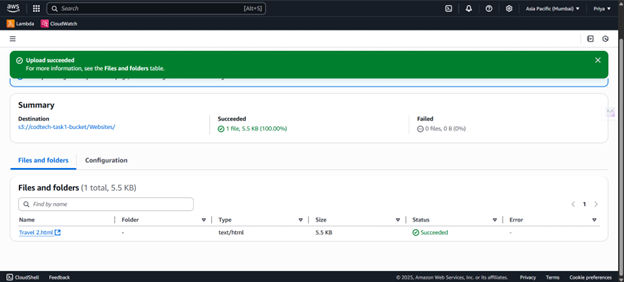 aws Search [Alt+S] Asia Pacific (Mumbai) Priya
Lambda CloudWatch
Upload succeeded
For more information, see the Files and folders table.
Summary
Destination Succeeded Failed
s3://codtech-task1-bucket/Websites/ 1 file, 5.5 KB (100.00%) 0 files, 0 B (0%)
Files and folders Configuration
Files and folders (1 total, 5.5 KB)
Find by name 1
Name Folder Type Size Status Error
Travel 2.html - text/html 5.5 KB Succeeded -
CloudShell Feedback © 2025, Amazon Web Services, Inc. or its affiliates. Privacy Terms Cookie preferences